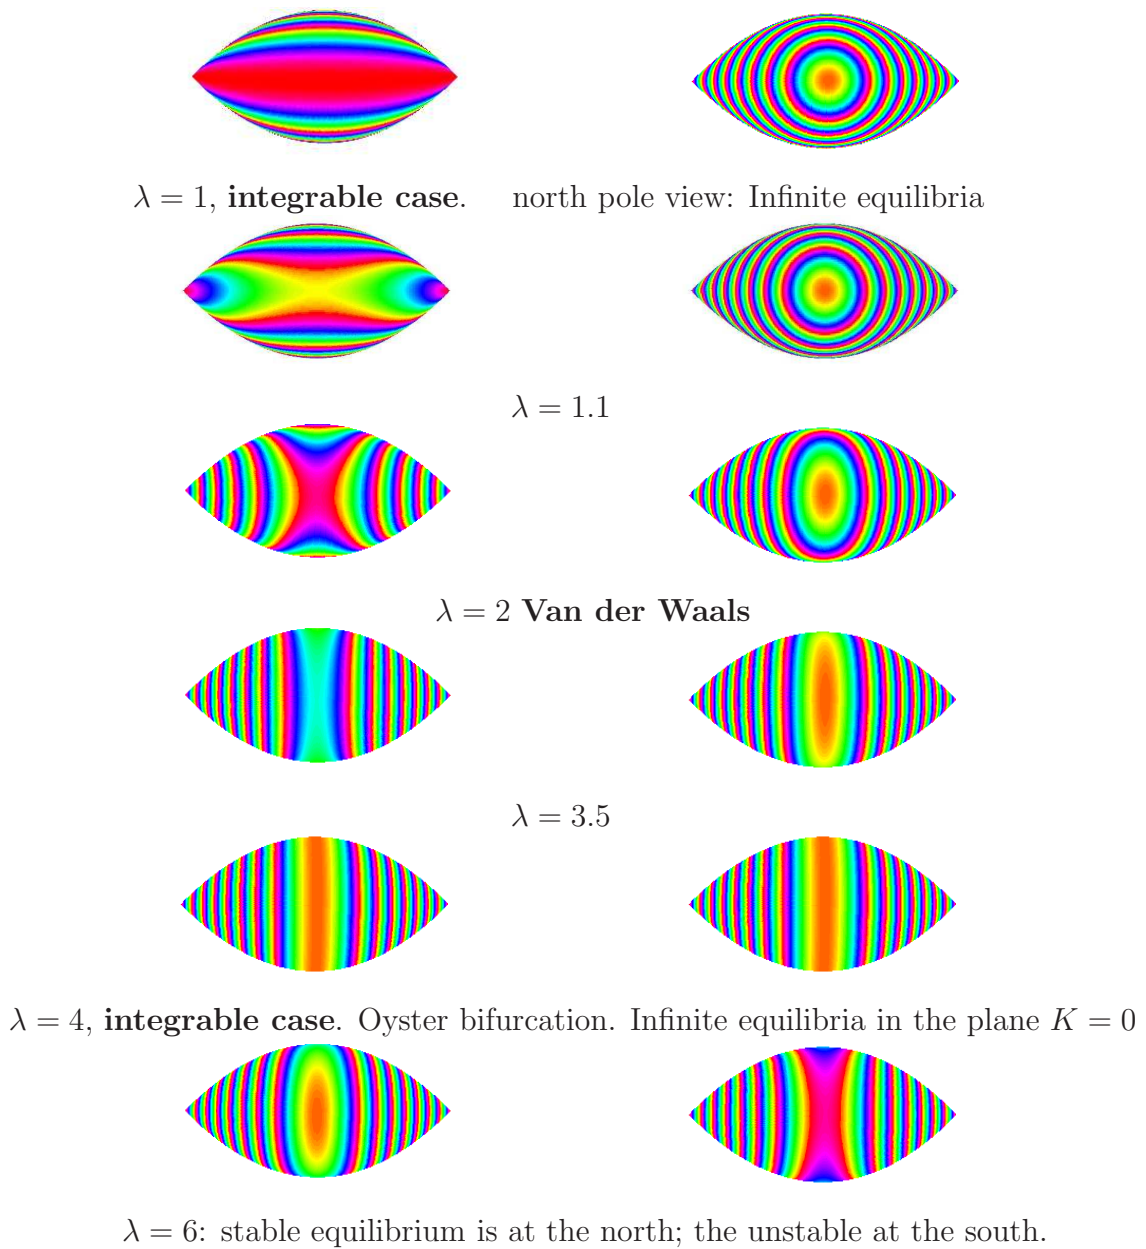 λ = 1, integrable case. north pole view: Infinite equilibria
λ = 1.1
λ = 2 Van der Waals
λ = 3.5
λ = 4, integrable case. Oyster bifurcation. Infinite equilibria in the plane K = 0
λ = 6: stable equilibrium is at the north; the unstable at the south.